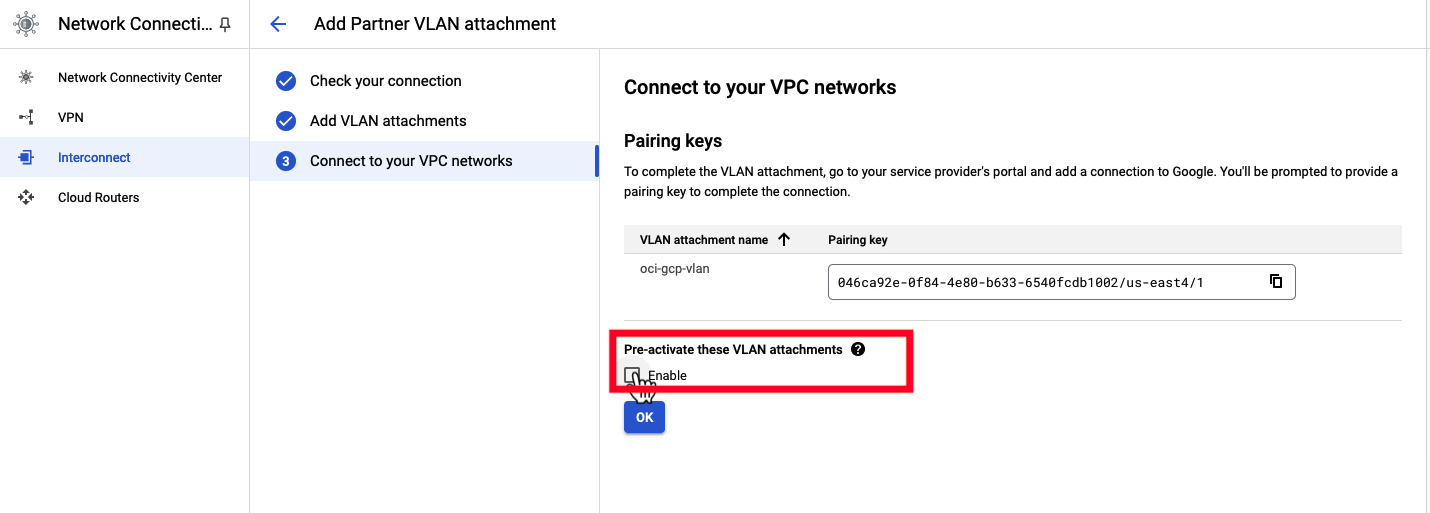 Network Connecti...
Add Partner VLAN attachment
Network Connectivity Center
VPN
Interconnect
Cloud Routers
Check your connection
Add VLAN attachments
3 Connect to your VPC networks
Connect to your VPC networks
Pairing keys
To complete the VLAN attachment, go to your service provider's portal and add a connection to Google. You'll be prompted to provide a
pairing key to complete the connection.
VLAN attachment name Pairing key
oci-gcp-vlan
046ca92e-0f84-4e80-b633-6540fcdb1002/us-east4/1
Pre-activate these VLAN attachments ?
Enable
OK